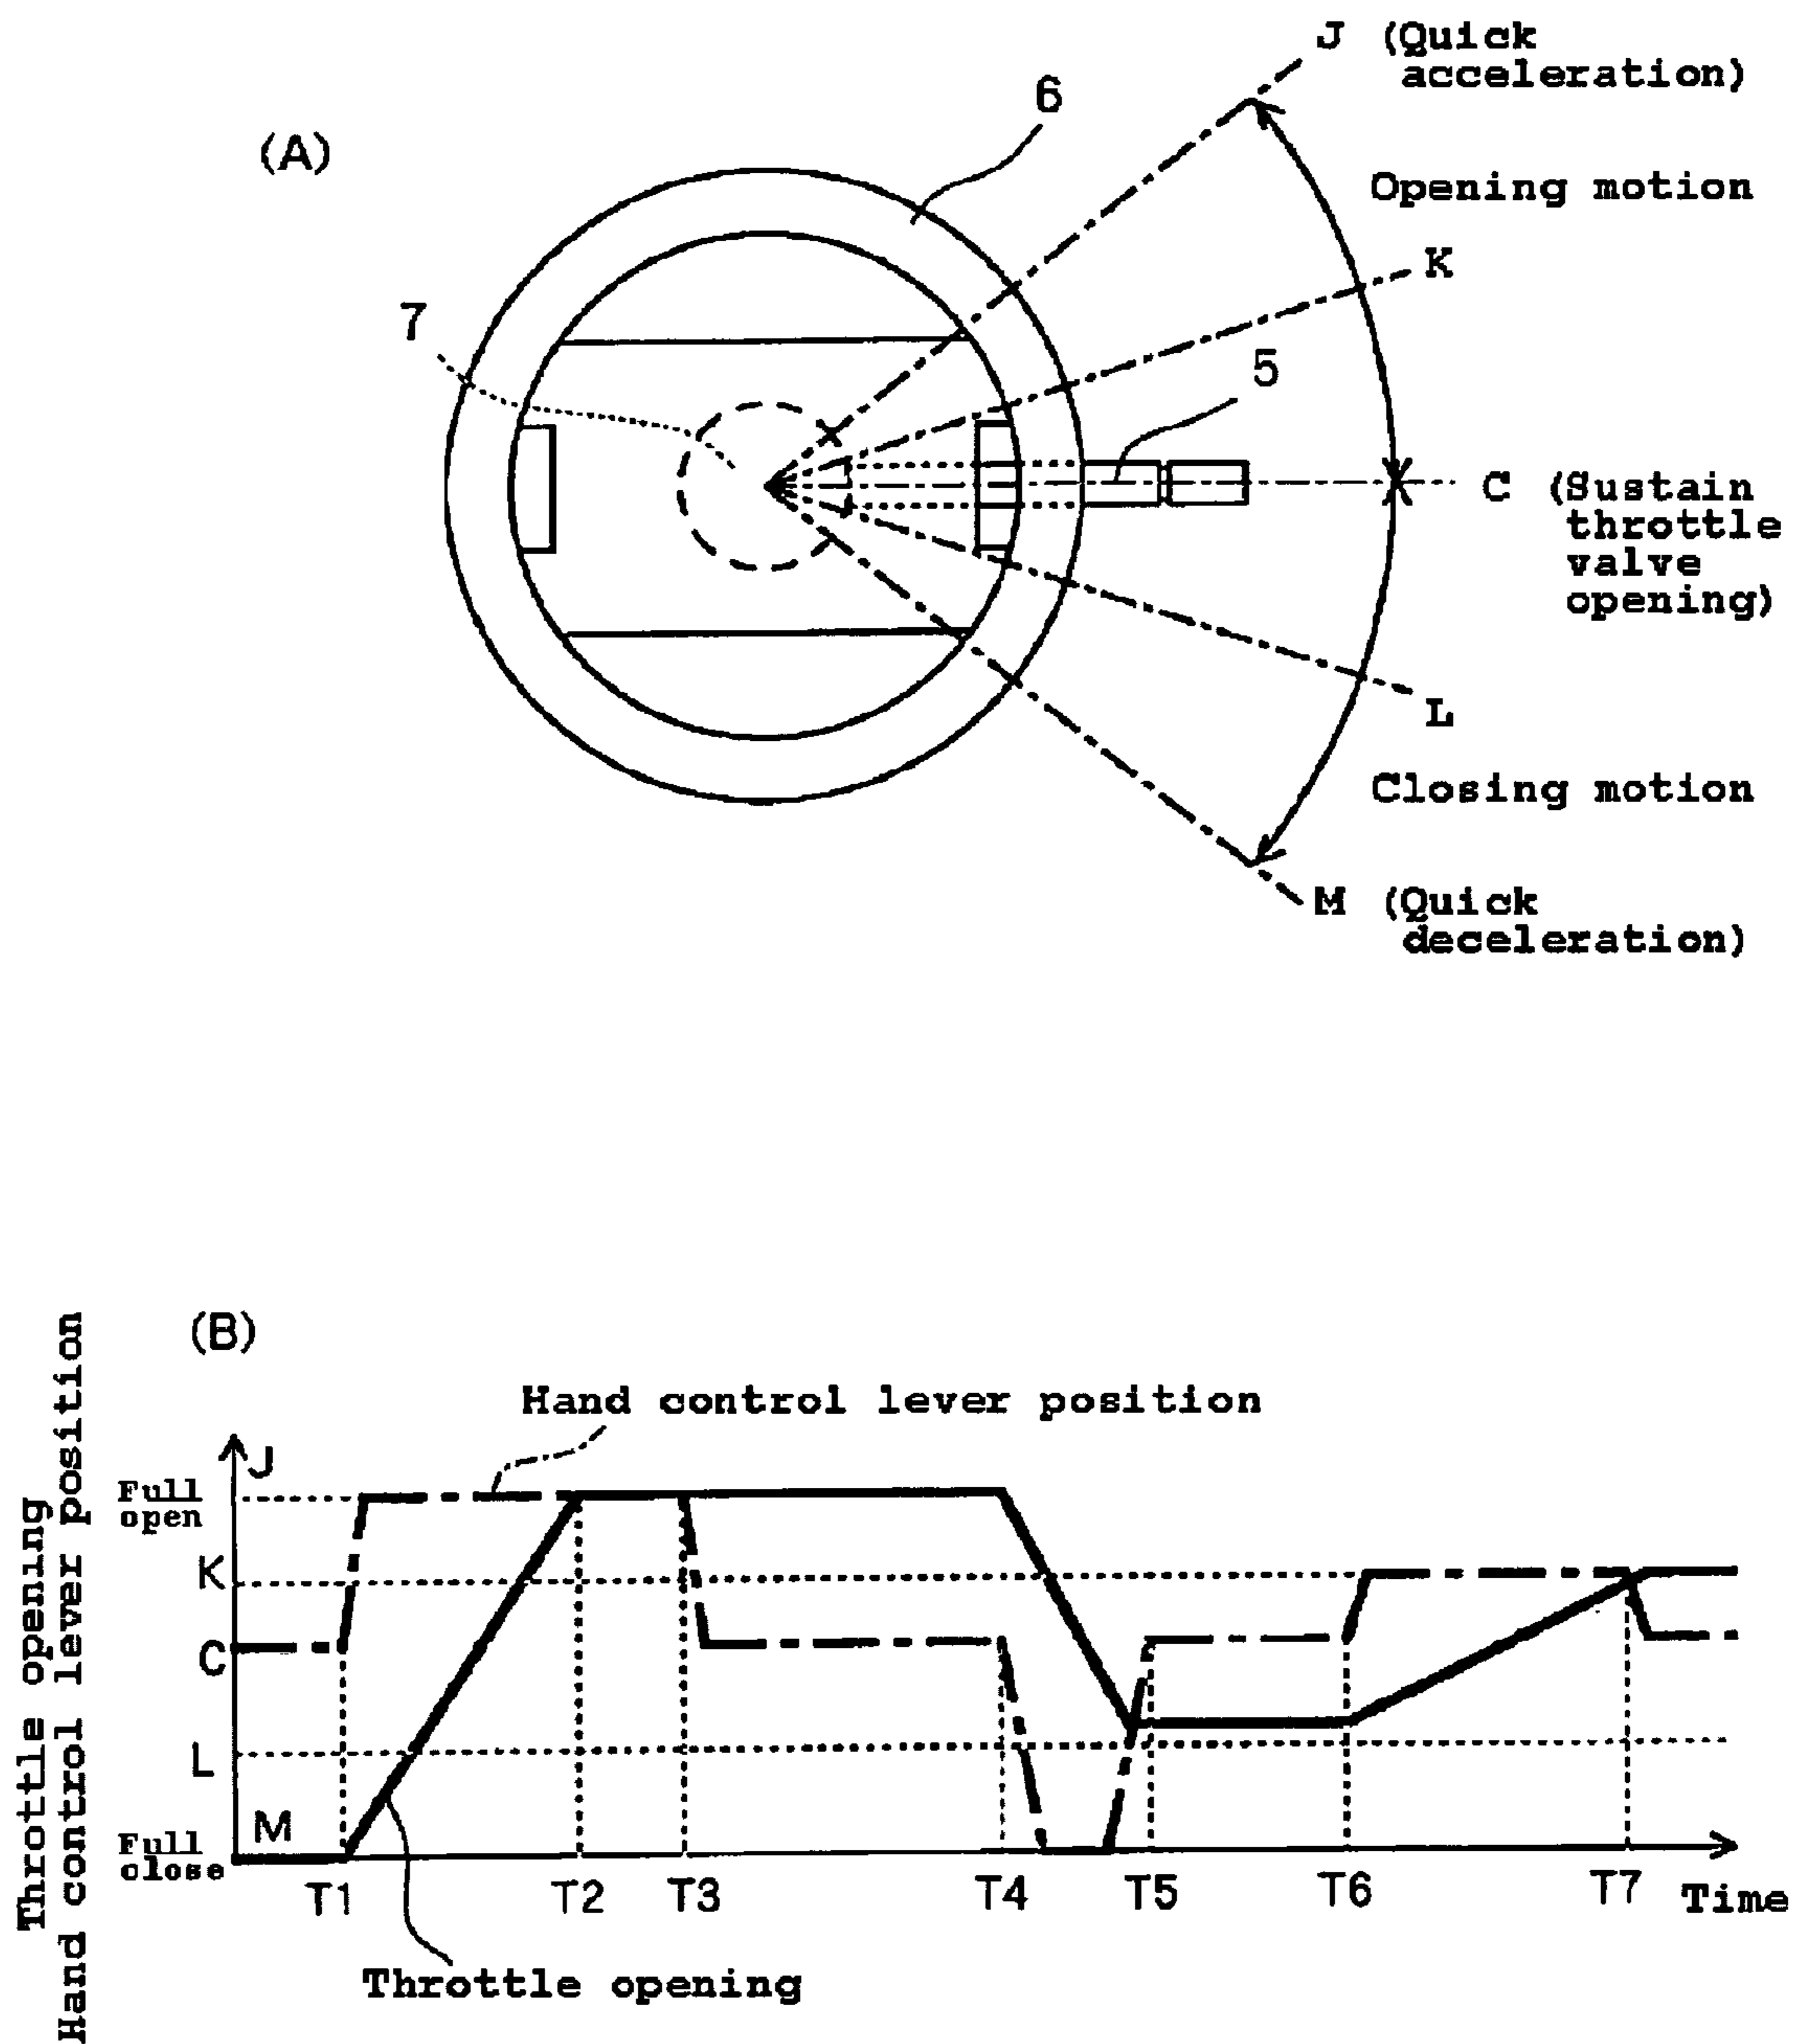 (A)
6
J (Quick
acceleration)
Opening motion
K
7
5
C (Sustain
throttle
valve
opening)
L
Closing motion
M (Quick
deceleration)
(B)
Hand control lever position
Throttle opening
Hand control lever position
J
Full
open
K
C
L
M
Full
close
T1
T2
T3
T4
T5
T6
T7
Time
Throttle opening